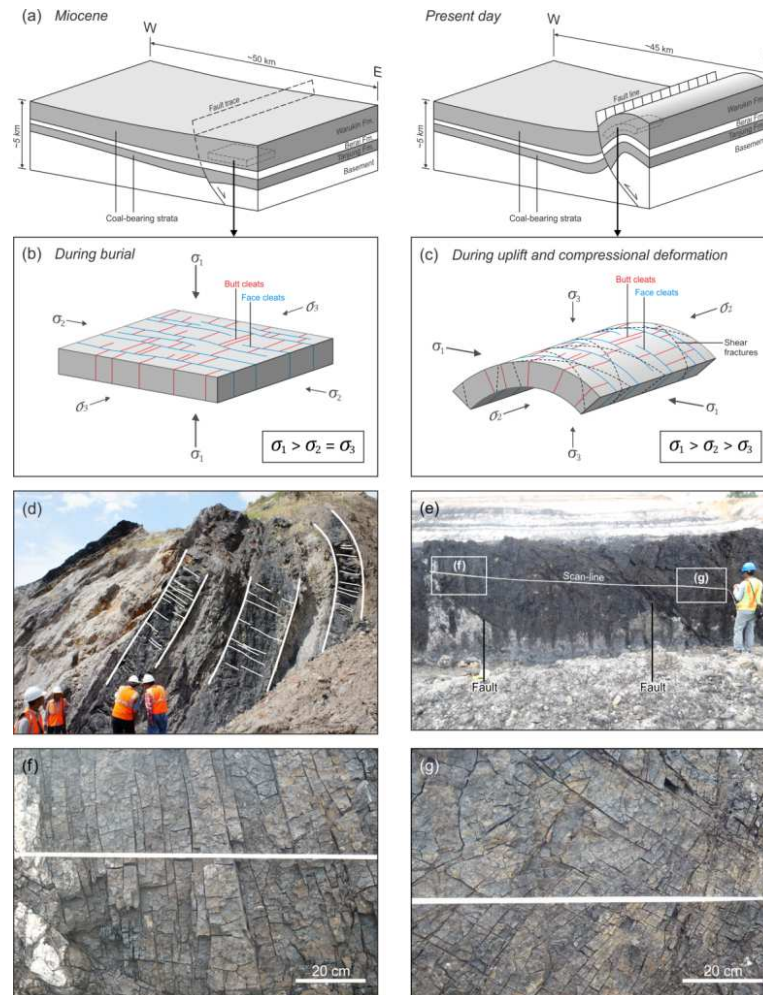 (a) Miocene
Present day
W
~50 km
E
Fault trace
~5 km
Warukin Fm.
Berai Fm.
Tanjung Fm.
Basement
Coal-bearing strata
W
~45 km
E
Fault line
~5 km
Warukin Fm.
Berai Fm.
Tanjung Fm.
Basement
Coal-bearing strata
(b) During burial
σ1
Butt cleats
Face cleats
σ2
σ3
σ3
σ2
σ1
σ1 > σ2 = σ3
(c) During uplift and compressional deformation
σ3
Butt cleats
Face cleats
σ2
Shear
fractures
σ1
σ2
σ1
σ3
σ1 > σ2 > σ3
(d)
(e)
(f)
Scan-line
(g)
Fault
Fault
(f)
20 cm
(g)
20 cm